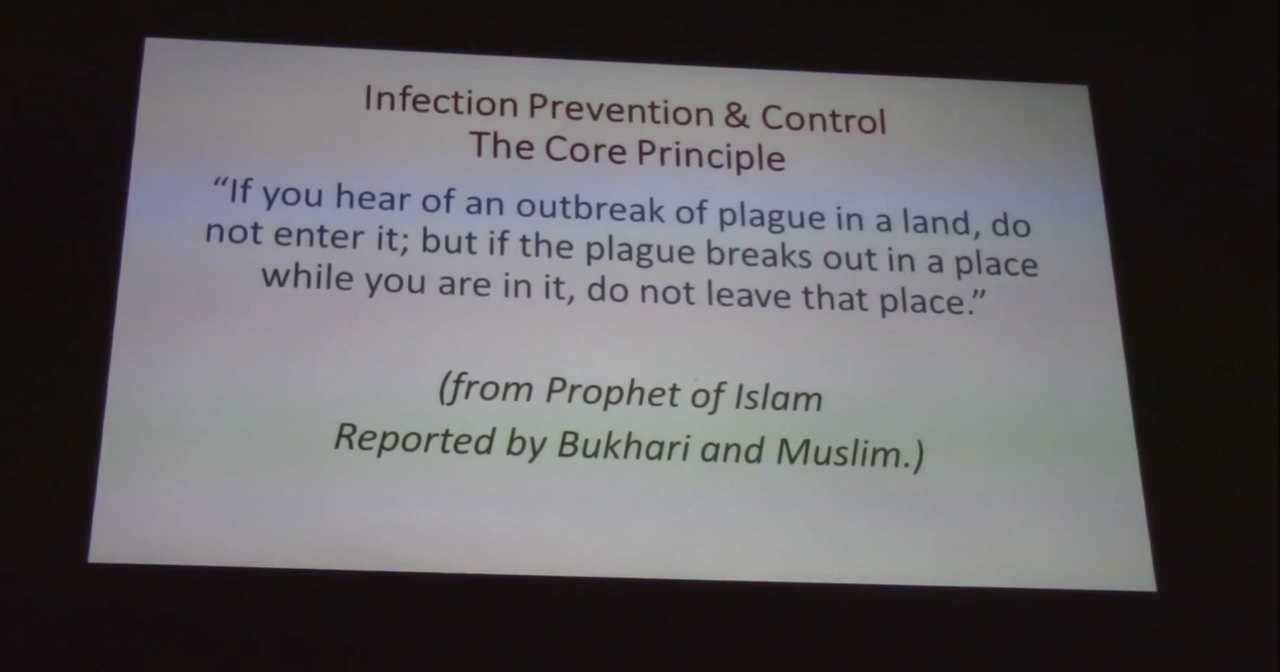 Infection Prevention & Control
The Core Principle
“If you hear of an outbreak of plague in a land, do
not enter it; but if the plague breaks out in a place
while you are in it, do not leave that place.”
(from Prophet of Islam
Reported by Bukhari and Muslim.)